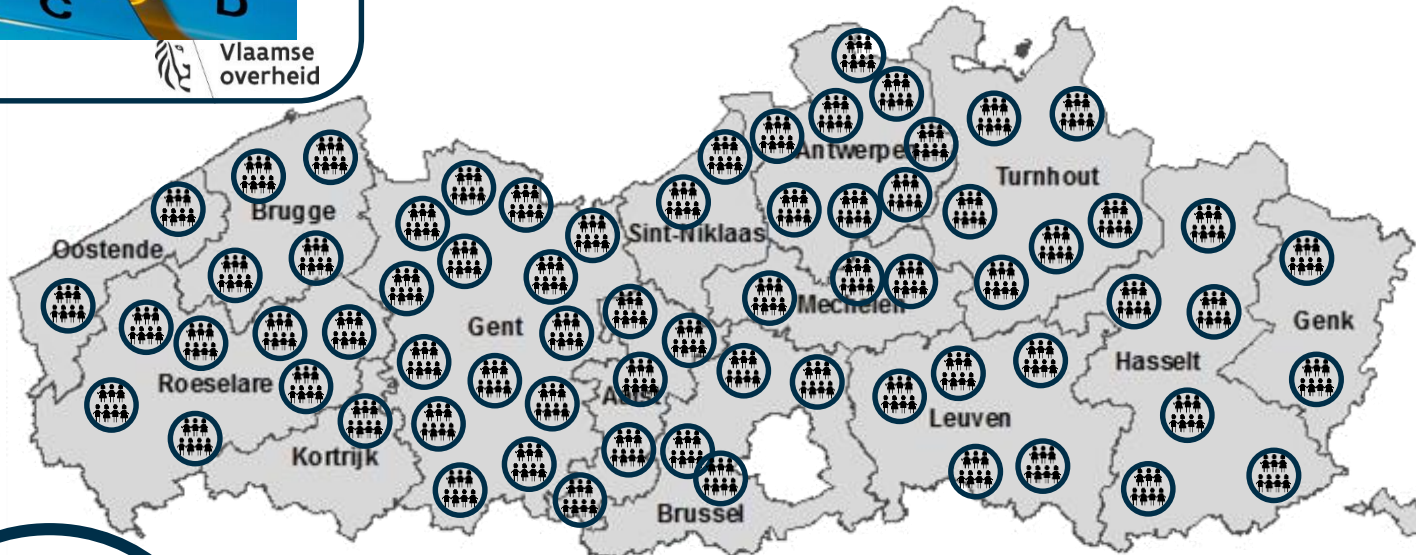 C D
Vlaamse
overheid
Antwerpen
Turnhout
Brugge
Sint-Niklaas
Oostende
Mechelen
Gent
Genk
Hasselt
Roeselare
Aalst
Leuven
Kortrijk
Brussel